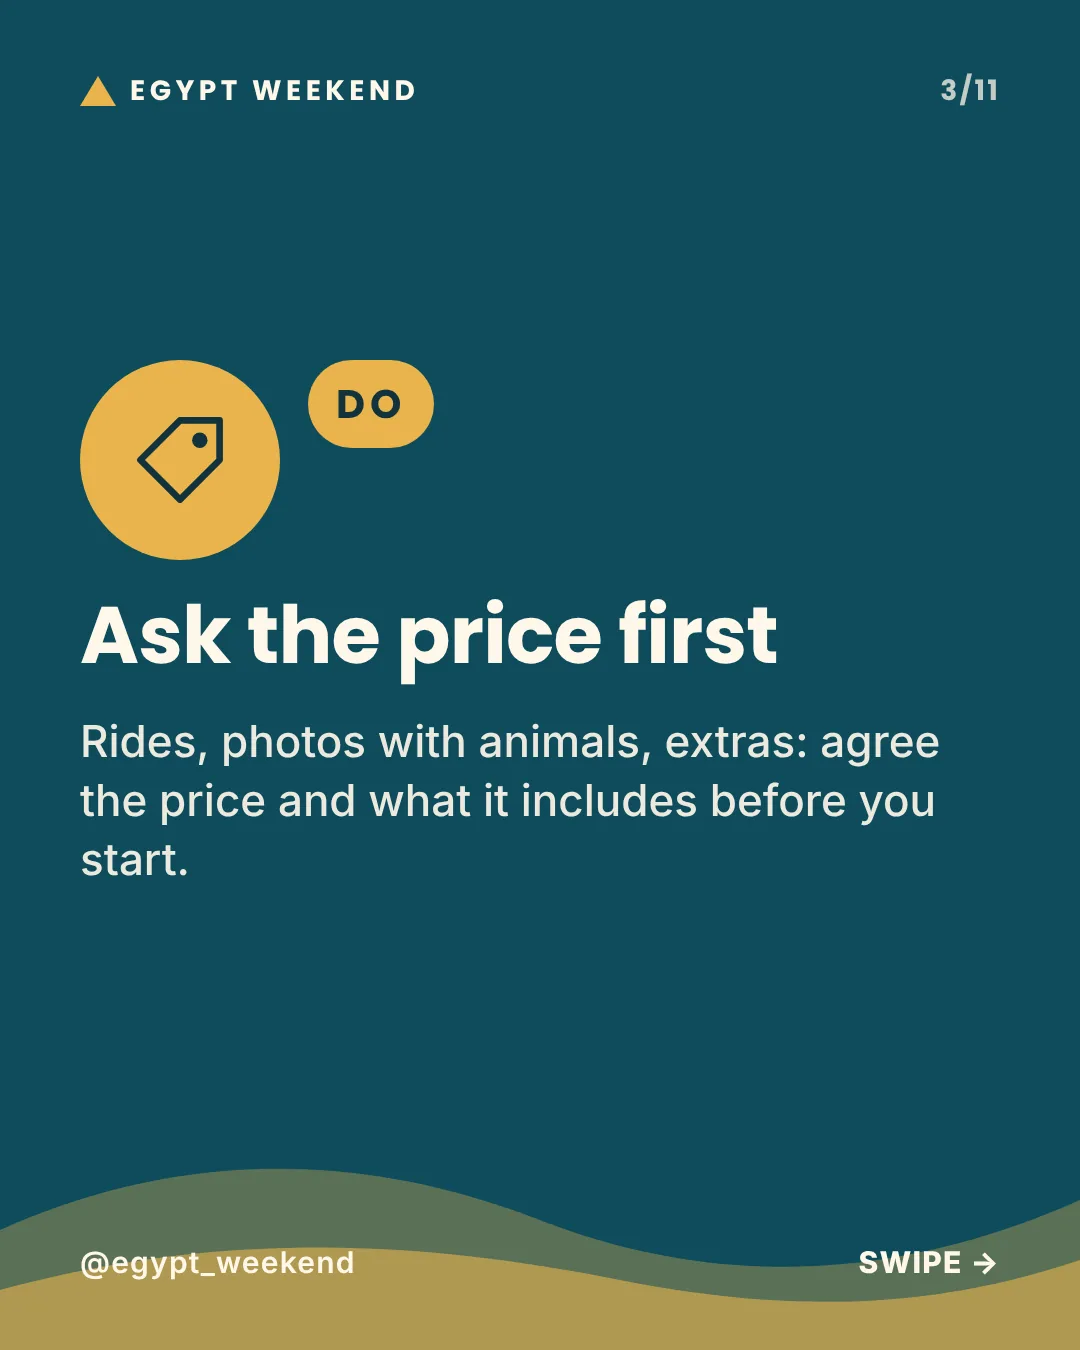 EGYPT WEEKEND
3/11
DO
Ask the price first
Rides, photos with animals, extras: agree
the price and what it includes before you
start.
@egypt_weekend
SWIPE →